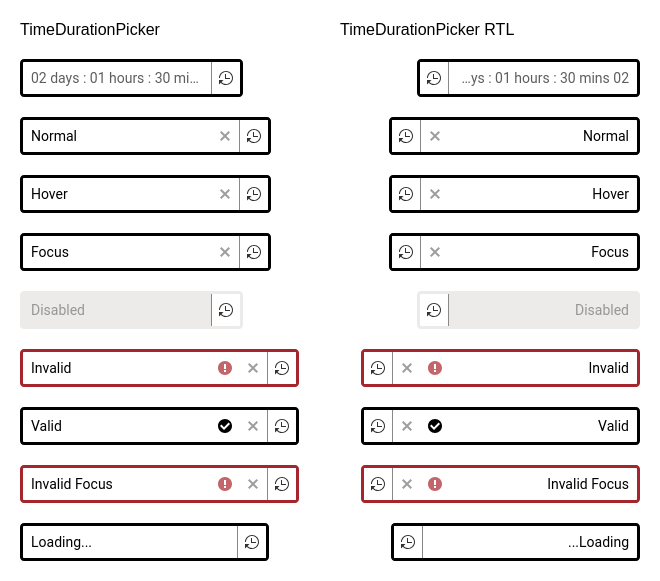 TimeDurationPicker
TimeDurationPicker RTL
02 days : 01 hours : 30 mi...
...ys : 01 hours : 30 mins 02
Normal
Normal
Hover
Hover
Focus
Focus
Disabled
Disabled
Invalid
Invalid
Valid
Valid
Invalid Focus
Invalid Focus
Loading...
...Loading